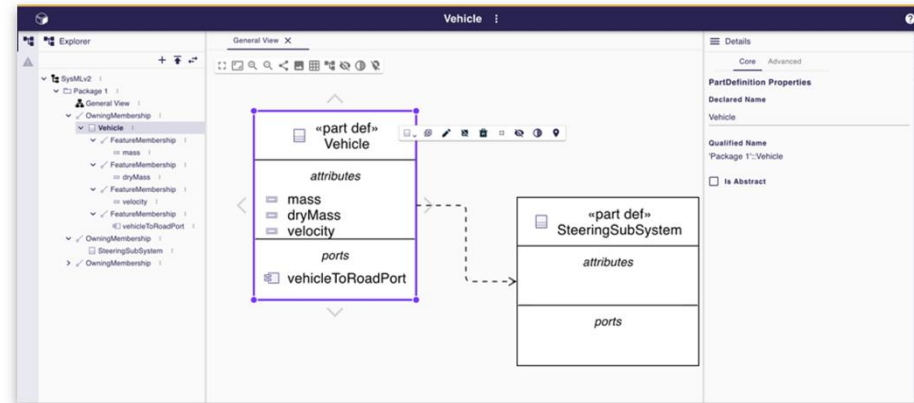 Vehicle
Explorer
General View
Details
SysMLv2
Package 1
General View
OwningMembership
Vehicle
FeatureMembership
mass
FeatureMembership
dryMass
FeatureMembership
velocity
FeatureMembership
vehicleToRoadPort
OwningMembership
SteeringSubSystem
OwningMembership
«part def»
Vehicle
attributes
mass
dryMass
velocity
ports
vehicleToRoadPort
«part def»
SteeringSubSystem
attributes
ports
Core Advanced
PartDefinition Properties
Declared Name
Vehicle
Qualified Name
'Package 1'::Vehicle
Is Abstract